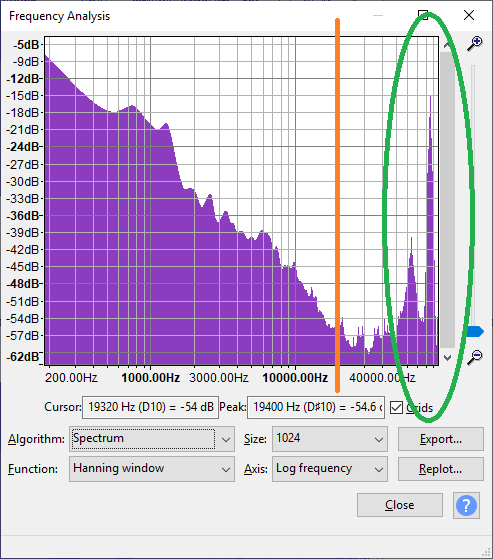 Frequency Analysis
-5dB
-9dB
-12dB
-15dB
-18dB
-21dB
-24dB
-27dB
-30dB
-33dB
-36dB
-39dB
-42dB
-45dB
-48dB
-51dB
-54dB
-57dB
-62dB
200.00Hz 1000.00Hz 3000.00Hz 10000.00Hz 40000.00Hz
Cursor: 19320 Hz (D10) = -54 dB Peak: 19400 Hz (D♯10) = -54.6 Grids
Algorithm: Spectrum Size: 1024 Export...
Function: Hanning window Axis: Log frequency Replot...
Close ?